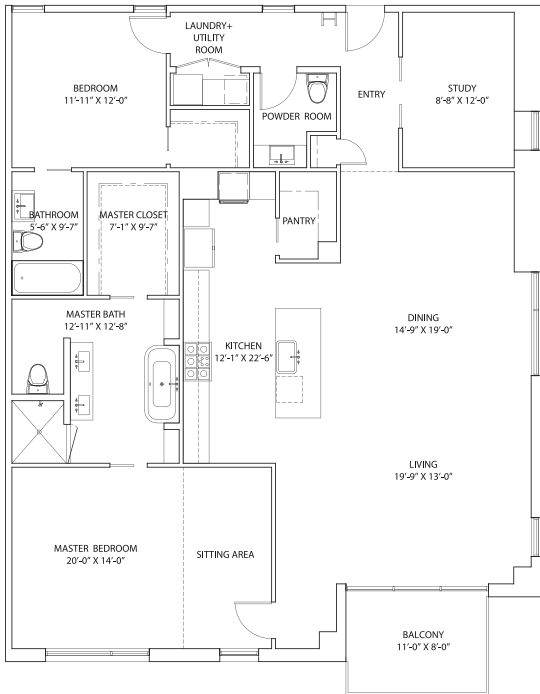 LAUNDRY+
UTILITY
ROOM
BEDROOM
11'-11" X 12'-0"
ENTRY
STUDY
8'-8" X 12'-0"
POWDER ROOM
BATHROOM
5'-6" X 9'-7"
MASTER CLOSET
7'-1" X 9'-7"
PANTRY
MASTER BATH
12'-11" X 12'-8"
KITCHEN
12'-1" X 22'-6"
DINING
14'-9" X 19'-0"
LIVING
19'-9" X 13'-0"
MASTER BEDROOM
20'-0" X 14'-0"
SITTING AREA
BALCONY
11'-0" X 8'-0"